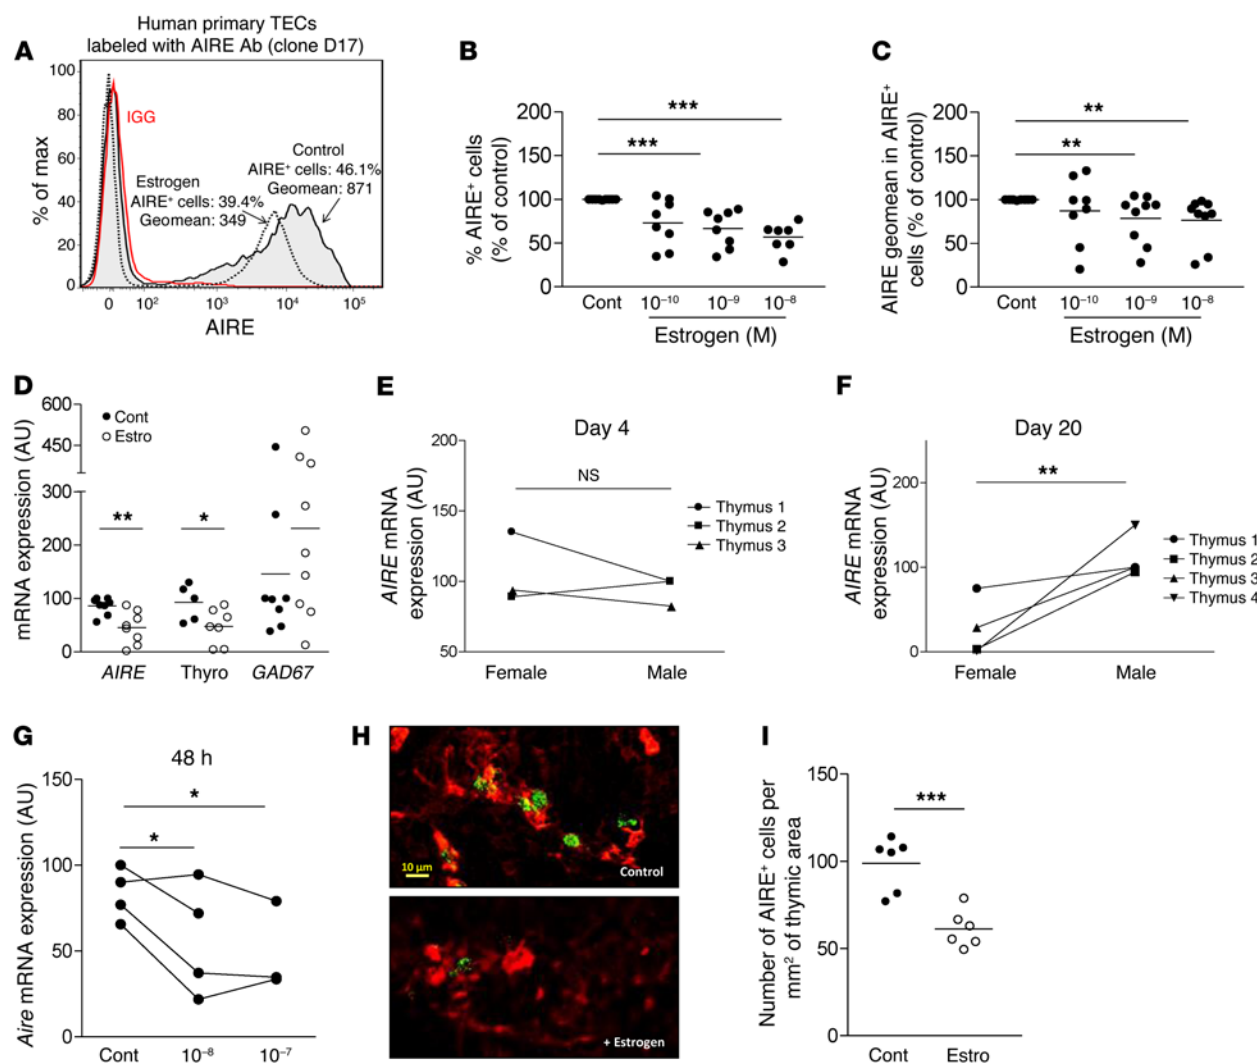 A
Human primary TECs
labeled with AIRE Ab (clone D17)
100
80
60
40
20
0
% of max
IGG
Control
AIRE⁺ cells: 46.1%
Geomean: 871
Estrogen
AIRE⁺ cells: 39.4%
Geomean: 349
0 10² 10³ 10⁴ 10⁵
AIRE
B
% AIRE⁺ cells
(% of control)
200
150
100
50
0
***
***
Cont 10⁻¹⁰ 10⁻⁹ 10⁻⁸
Estrogen (M)
C
AIRE geomean in AIRE⁺
cells (% of control)
200
150
100
50
0
**
**
Cont 10⁻¹⁰ 10⁻⁹ 10⁻⁸
Estrogen (M)
D
mRNA expression (AU)
600
450
300
200
100
0
Cont
Estro
**
*
AIRE Thyro GAD67
E
Day 4
AIRE mRNA
expression (AU)
200
150
100
50
NS
Thymus 1
Thymus 2
Thymus 3
Female Male
F
Day 20
AIRE mRNA
expression (AU)
200
100
0
**
Thymus 1
Thymus 2
Thymus 3
Thymus 4
Female Male
G
48 h
Aire mRNA expression (AU)
150
100
50
0
*
*
Cont 10⁻⁸ 10⁻⁷
H
10 μm
Control
+ Estrogen
I
Number of AIRE⁺ cells per
mm² of thymic area
150
100
50
0
***
Cont Estro